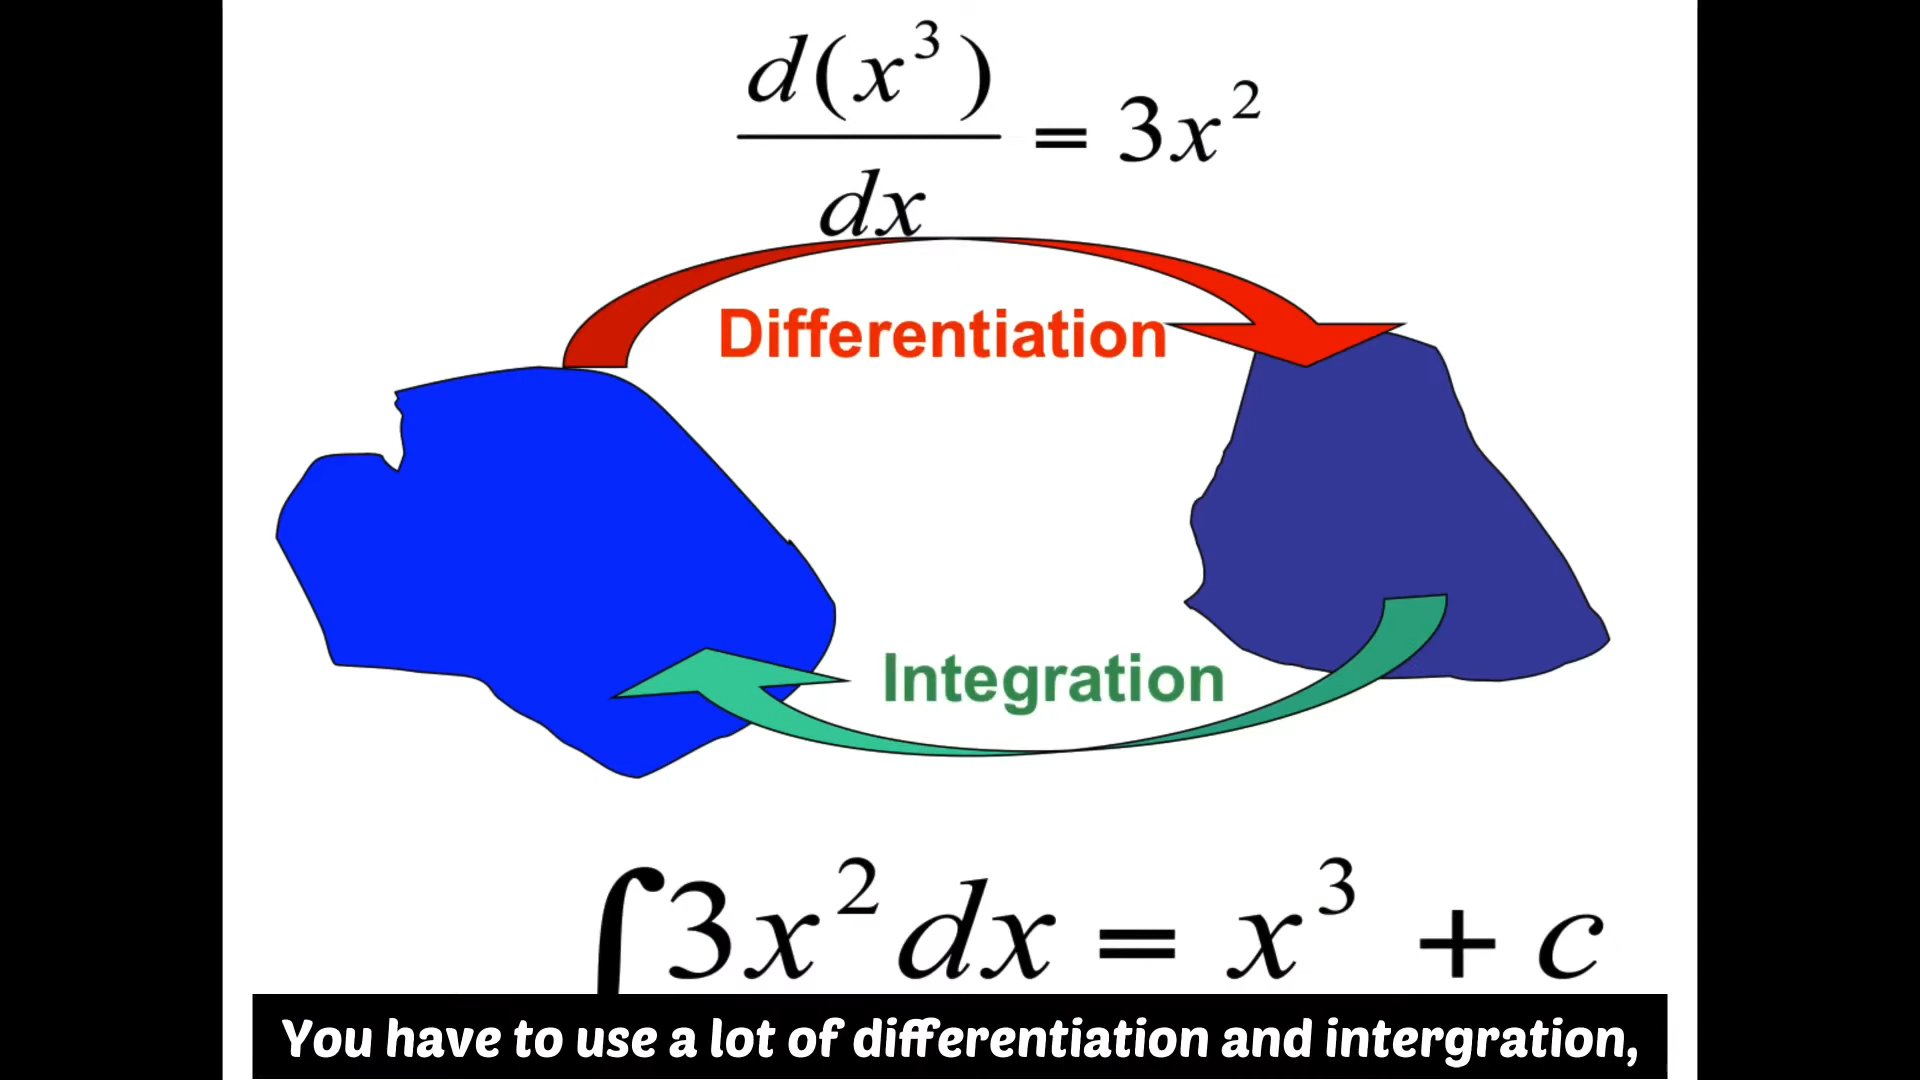 d(x³)/dx = 3x²
Differentiation
Integration
∫3x²dx = x³ + c
You have to use a lot of differentiation and intergration,